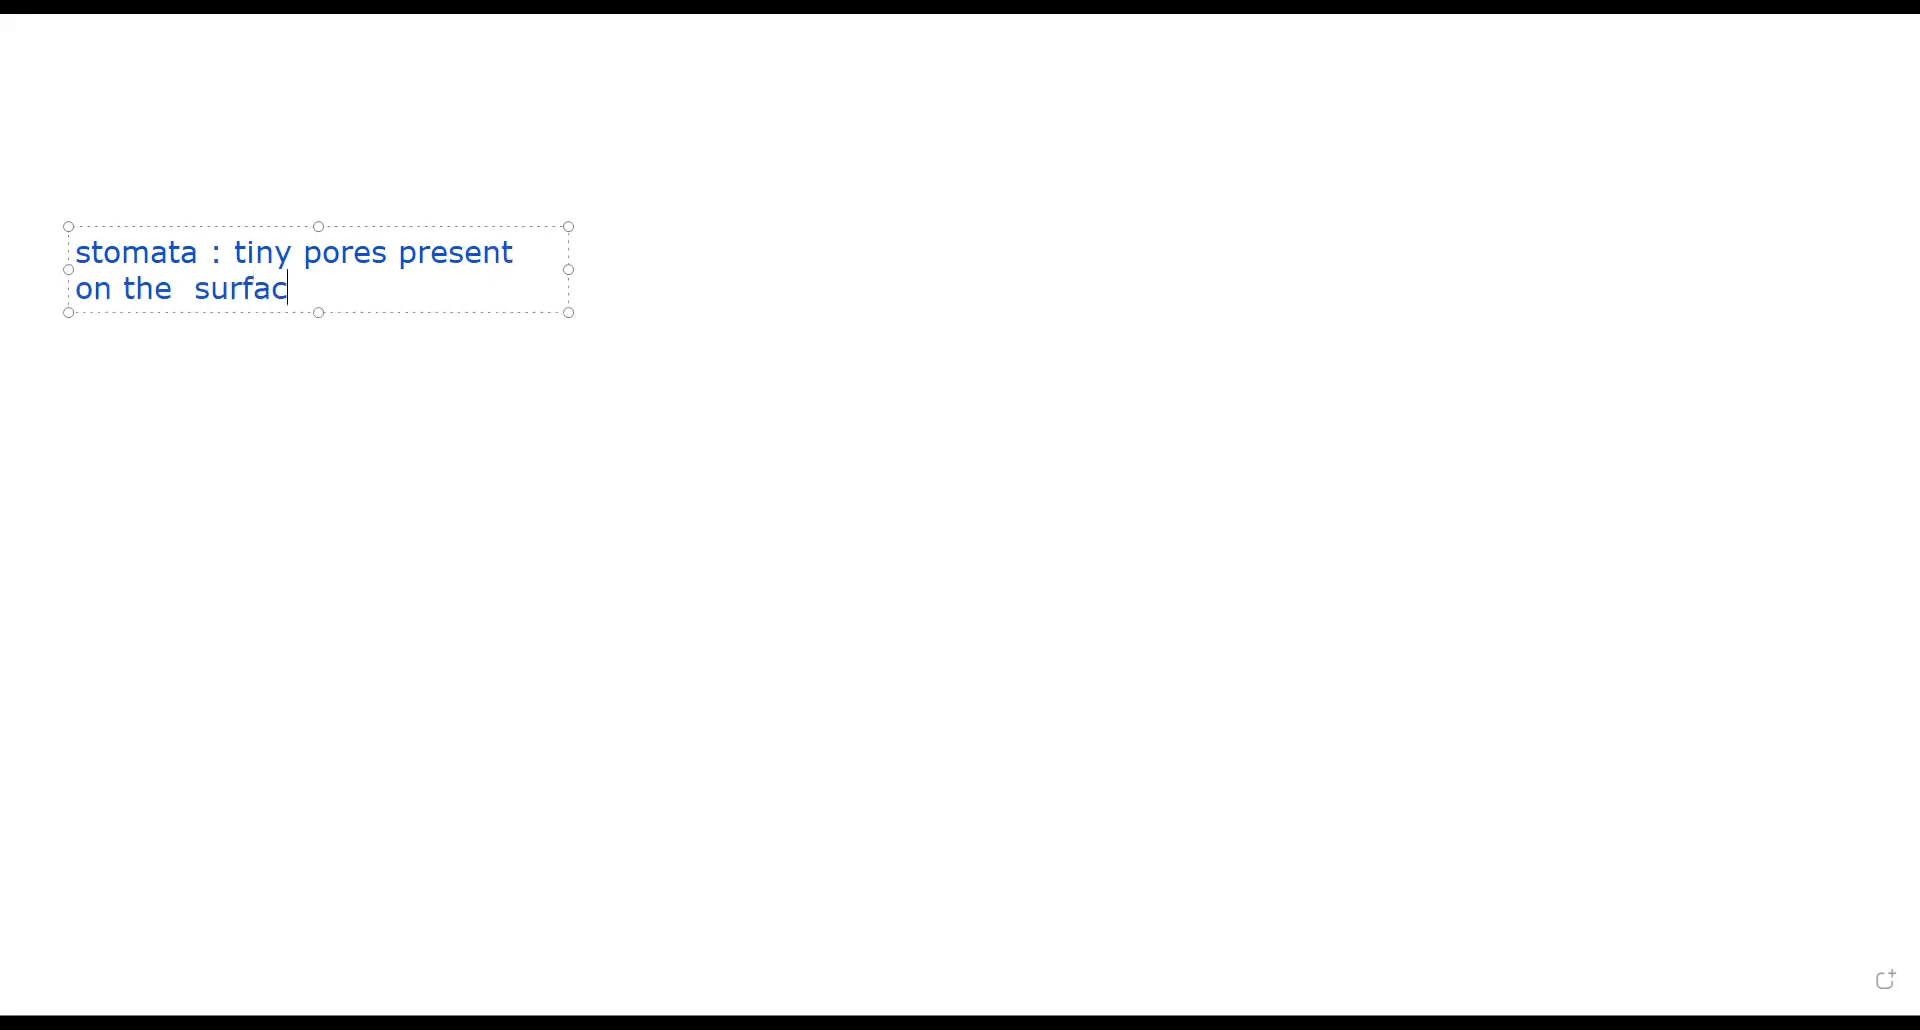 stomata : tiny pores present
on the  surfac